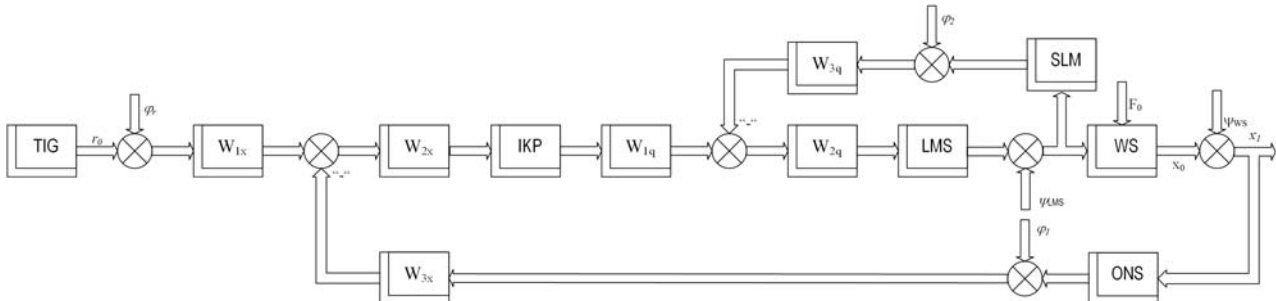 φ₂
W₃q
SLM
φᵣ
F₀
ψws
"-"
TIG
r₀
W₁ₓ
W₂ₓ
IKP
W₁q
W₂q
LMS
WS
x₀
x₁
"-"
ψLMS
φ₁
W₃ₓ
ONS